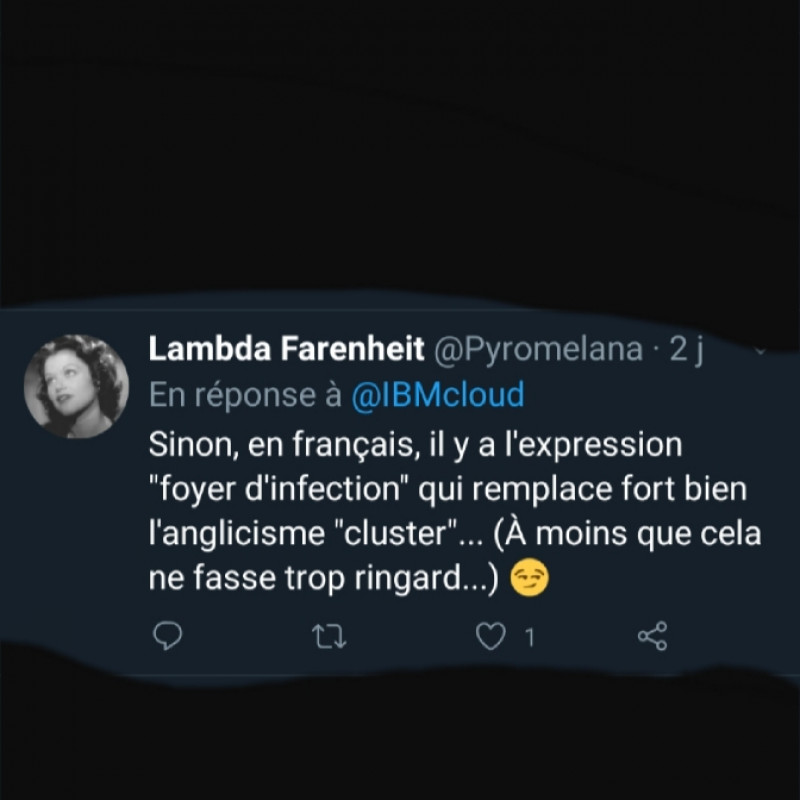 Lambda Farenheit @Pyromelana · 2 j
En réponse à @IBMcloud
Sinon, en français, il y a l'expression
"foyer d'infection" qui remplace fort bien
l'anglicisme "cluster"... (À moins que cela
ne fasse trop ringard...) 😏
1